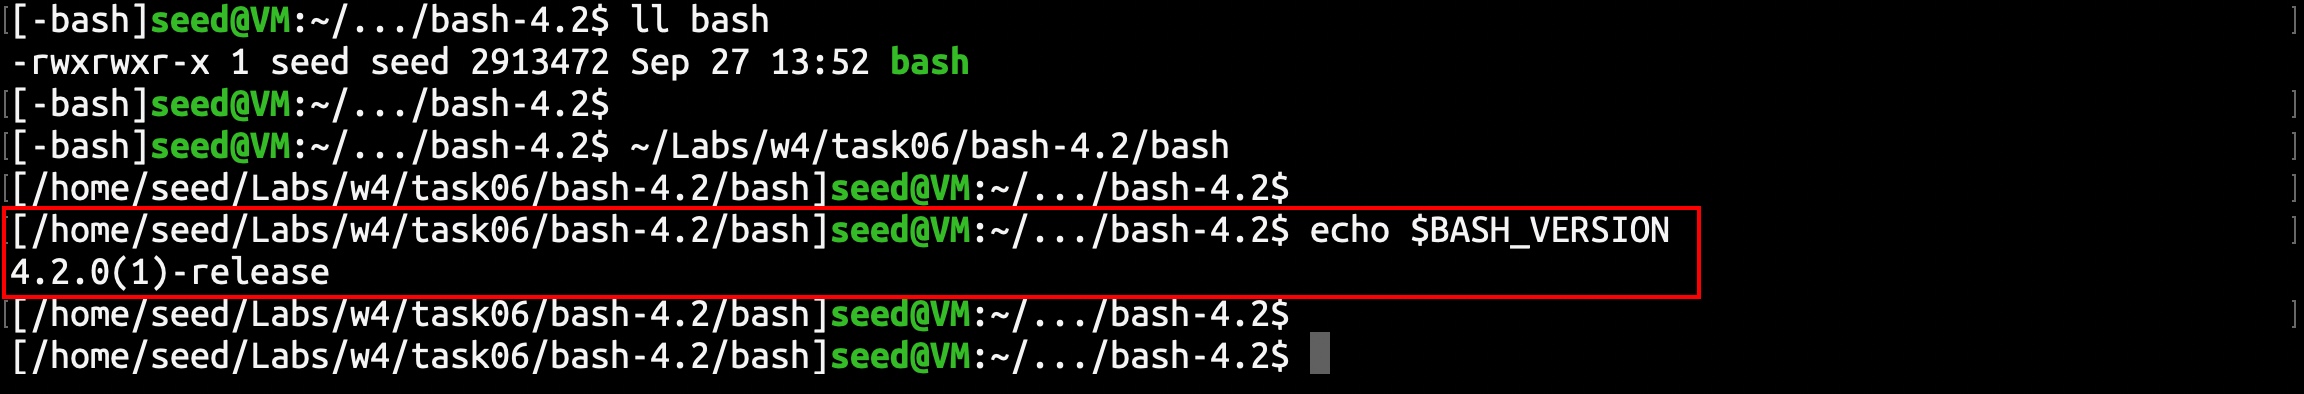 [-bash]seed@VM:~/.../bash-4.2$ ll bash
-rwxrwxr-x 1 seed seed 2913472 Sep 27 13:52 bash
[-bash]seed@VM:~/.../bash-4.2$
[-bash]seed@VM:~/.../bash-4.2$ ~/Labs/w4/task06/bash-4.2/bash
[/home/seed/Labs/w4/task06/bash-4.2/bash]seed@VM:~/.../bash-4.2$
[/home/seed/Labs/w4/task06/bash-4.2/bash]seed@VM:~/.../bash-4.2$ echo $BASH_VERSION
4.2.0(1)-release
[/home/seed/Labs/w4/task06/bash-4.2/bash]seed@VM:~/.../bash-4.2$
[/home/seed/Labs/w4/task06/bash-4.2/bash]seed@VM:~/.../bash-4.2$